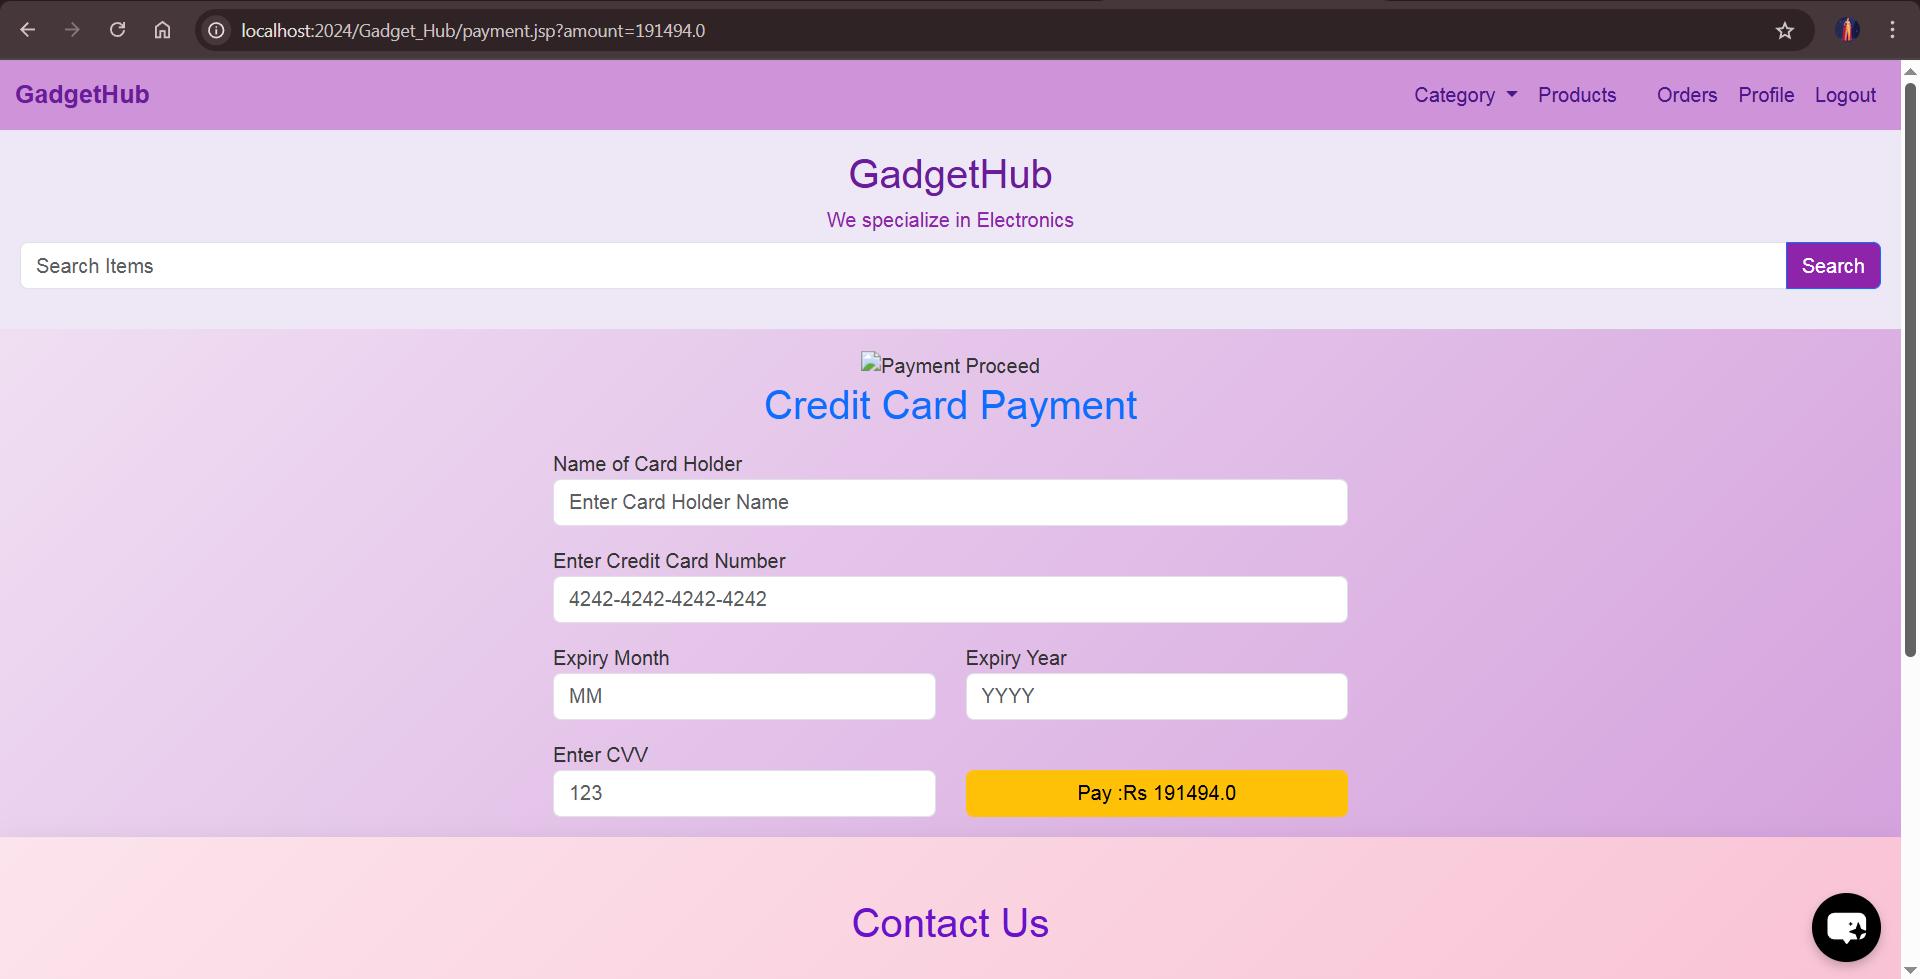 localhost:2024/Gadget_Hub/payment.jsp?amount=191494.0
GadgetHub Category Products Orders Profile Logout
GadgetHub
We specialize in Electronics
Search Items Search
Payment Proceed
Credit Card Payment
Name of Card Holder
Enter Card Holder Name
Enter Credit Card Number
4242-4242-4242-4242
Expiry Month Expiry Year
MM YYYY
Enter CVV
123 Pay :Rs 191494.0
Contact Us